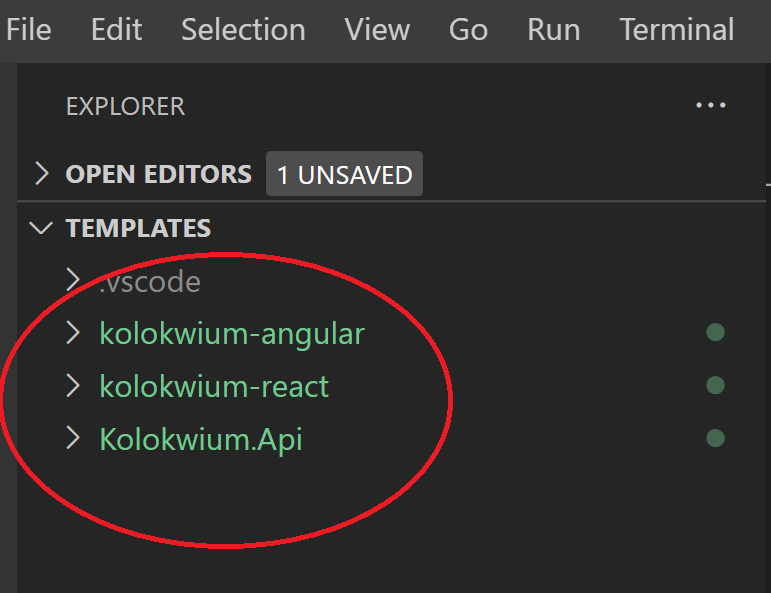 File Edit Selection View Go Run Terminal
EXPLORER
OPEN EDITORS 1 UNSAVED
TEMPLATES
.vscode
kolokwium-angular
kolokwium-react
Kolokwium.Api